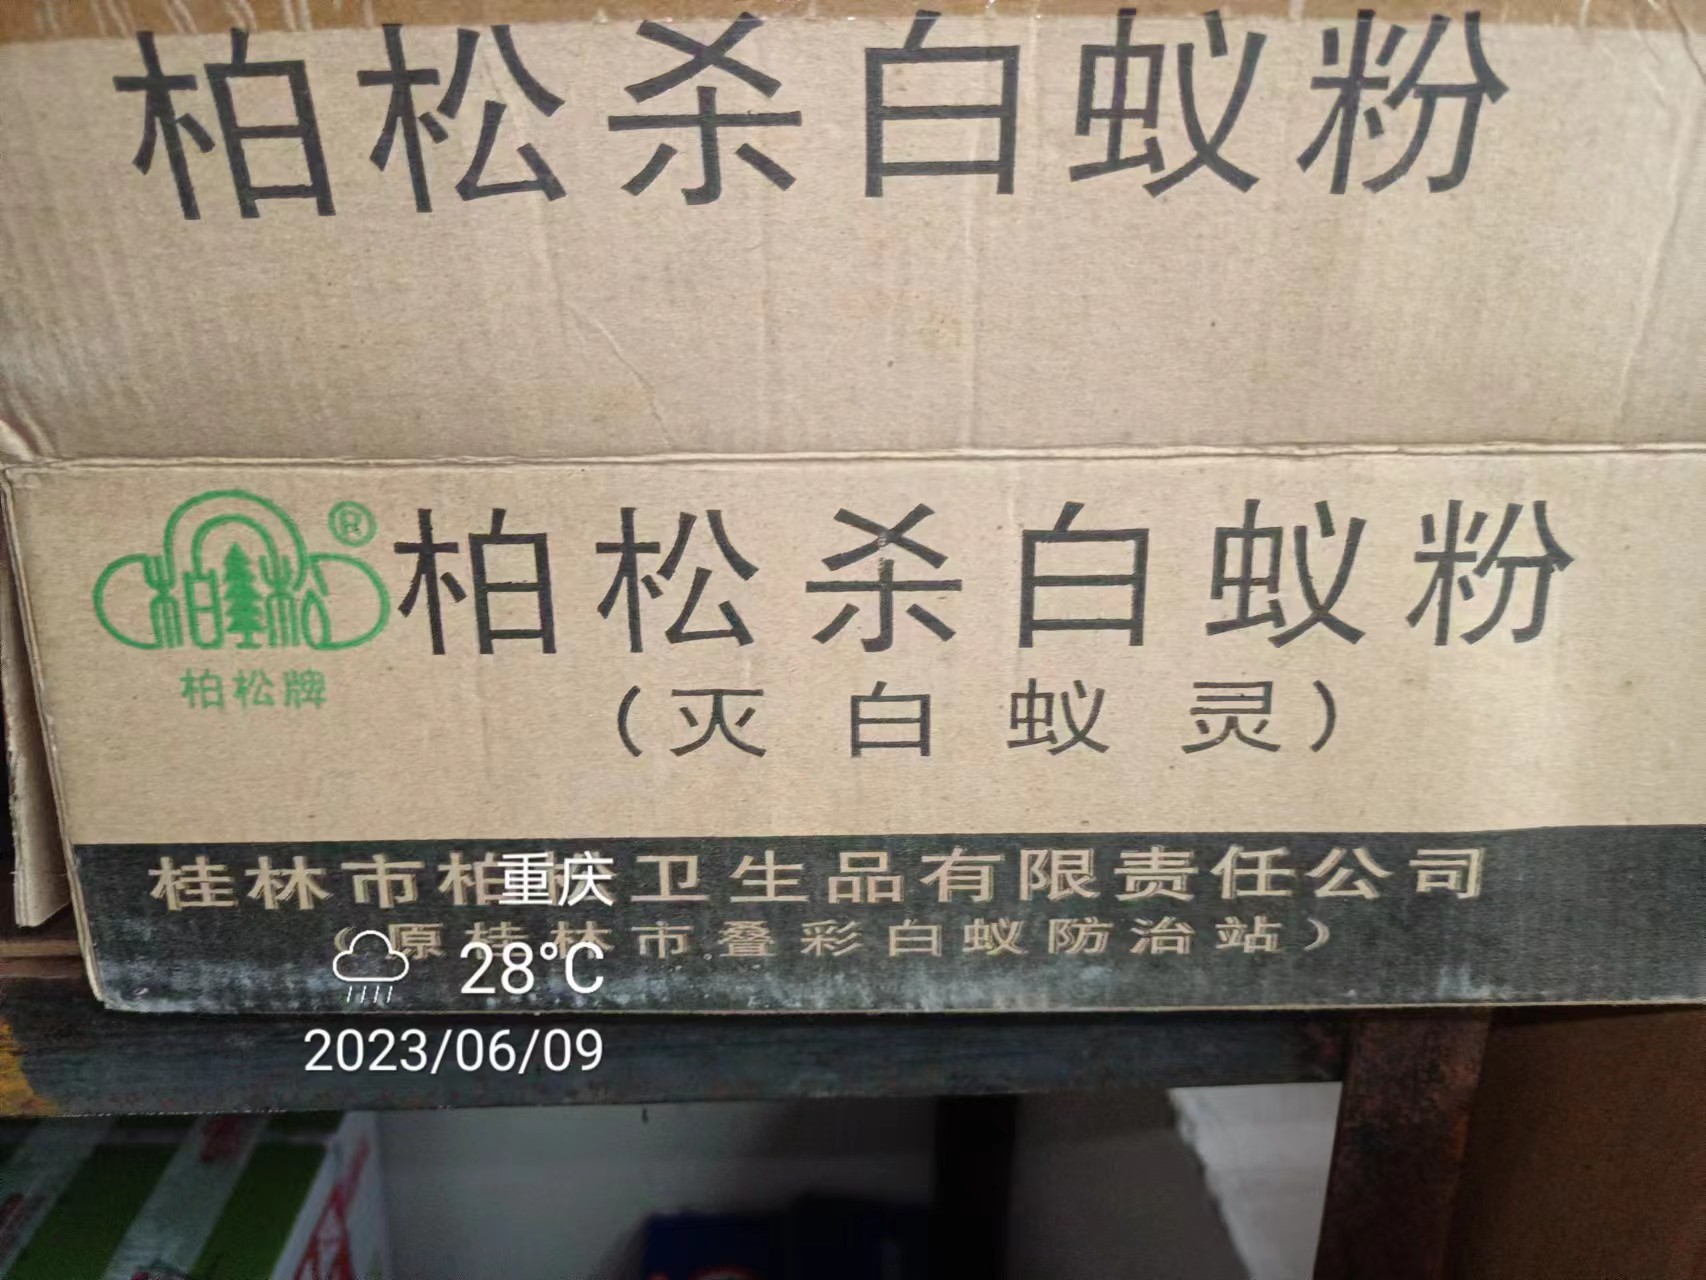 柏松杀白蚁粉
柏松
®
柏松牌
柏松杀白蚁粉
(灭白蚁灵)
桂林市柏 卫生品有限责任公司
(原桂林市叠彩白蚁防治站)
重庆
28°C
2023/06/09